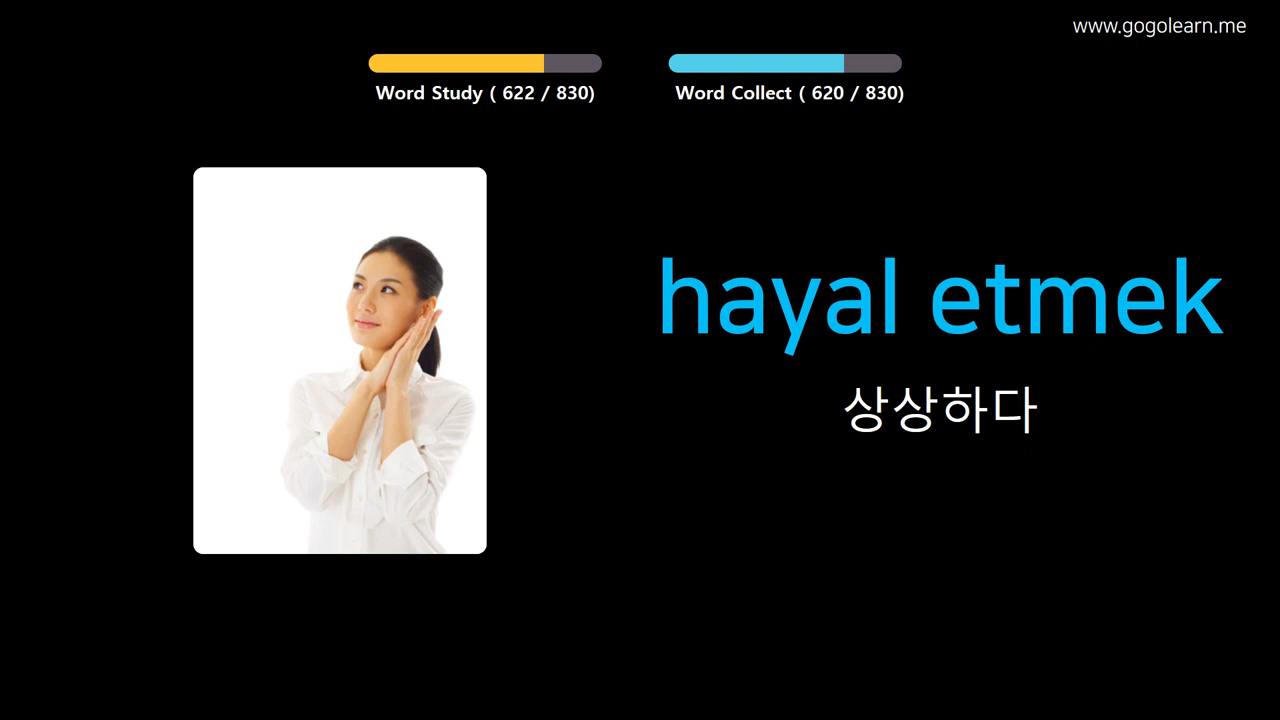 www.gogolearn.me
Word Study ( 622 / 830)
Word Collect ( 620 / 830)
hayal etmek
상상하다